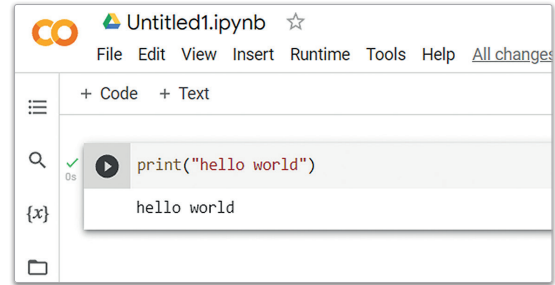 Untitled1.ipynb
File Edit View Insert Runtime Tools Help All changes
+ Code + Text
0s
print("hello world")
{x}
hello world